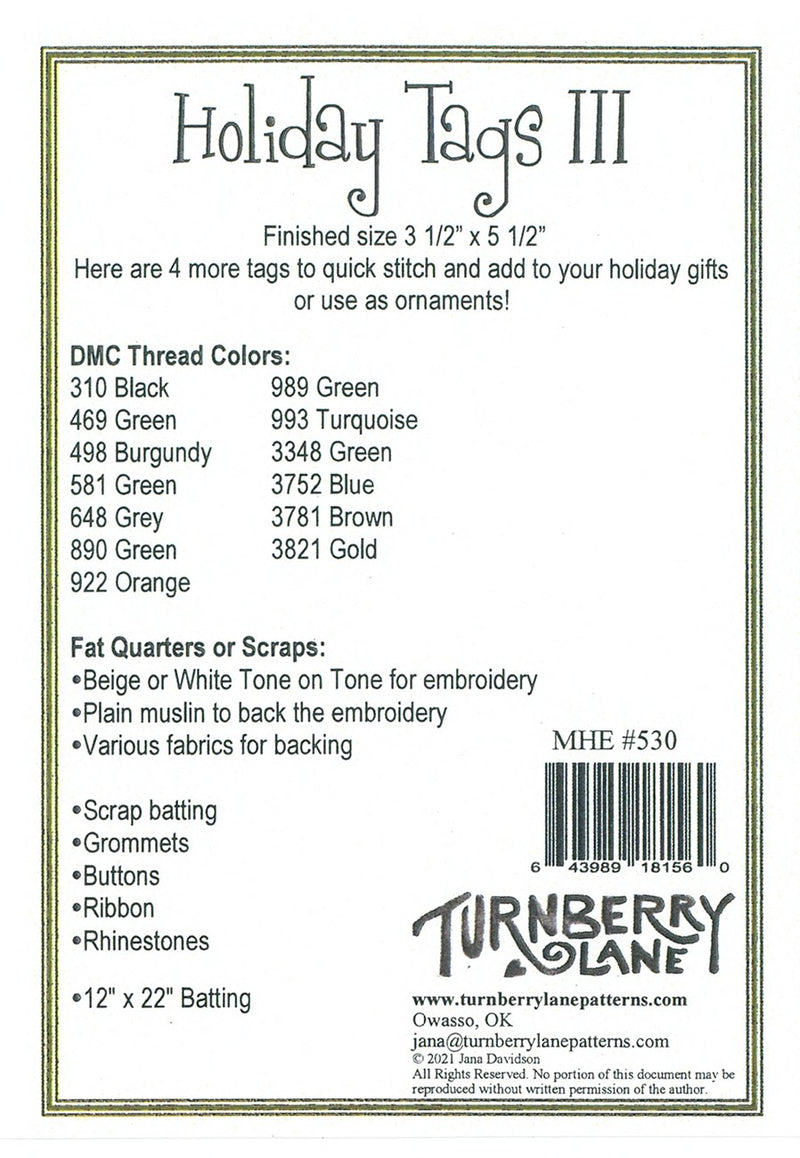 Holiday Tags III
Finished size 3 1/2" x 5 1/2"
Here are 4 more tags to quick stitch and add to your holiday gifts
or use as ornaments!
DMC Thread Colors:
310 Black
469 Green
498 Burgundy
581 Green
648 Grey
890 Green
922 Orange
989 Green
993 Turquoise
3348 Green
3752 Blue
3781 Brown
3821 Gold
Fat Quarters or Scraps:
•Beige or White Tone on Tone for embroidery
•Plain muslin to back the embroidery
•Various fabrics for backing
•Scrap batting
•Grommets
•Buttons
•Ribbon
•Rhinestones
•12" x 22" Batting
MHE #530
6 43989 18156 0
TURNBERRY
LANE
www.turnberrylanepatterns.com
Owasso, OK
jana@turnberrylanepatterns.com
© 2021 Jana Davidson
All Rights Reserved. No portion of this document may be
reproduced without written permission of the author.